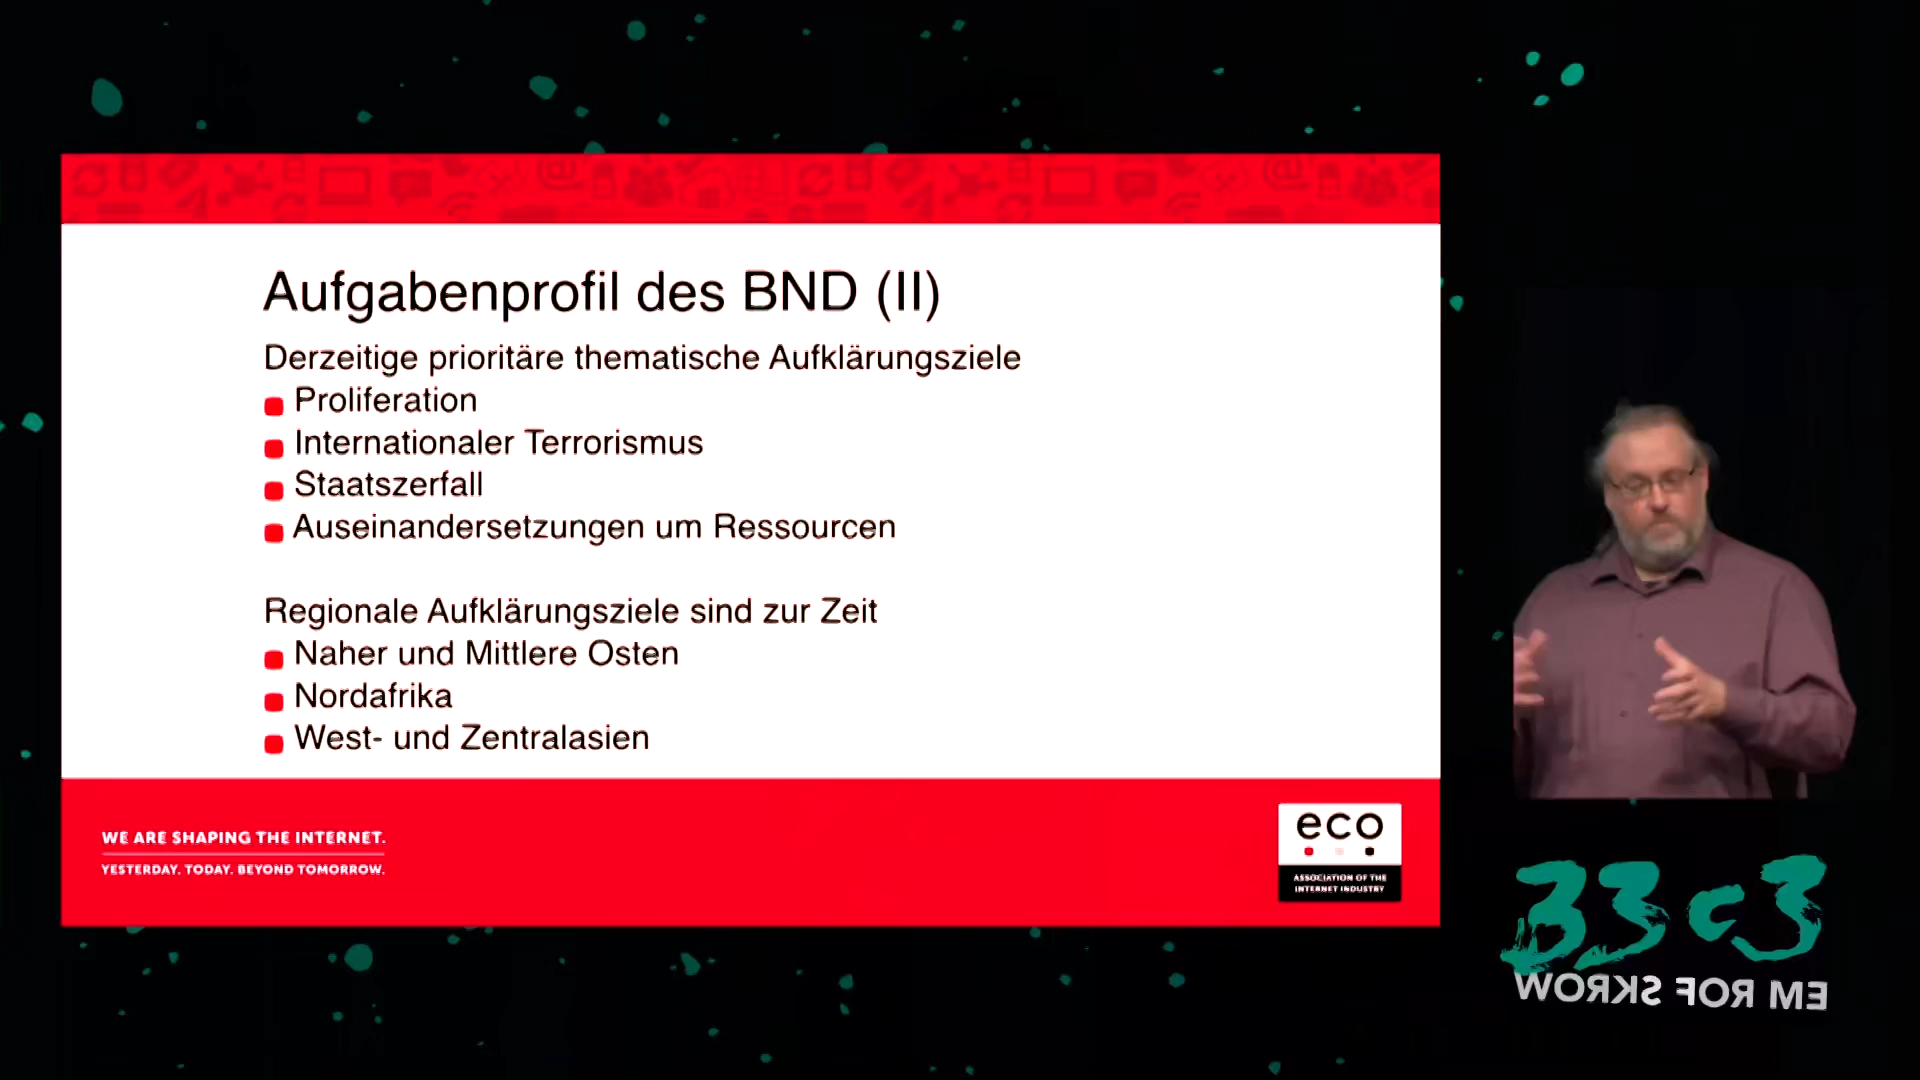 Aufgabenprofil des BND (II)
Derzeitige prioritäre thematische Aufklärungsziele
Proliferation
Internationaler Terrorismus
Staatszerfall
Auseinandersetzungen um Ressourcen
Regionale Aufklärungsziele sind zur Zeit
Naher und Mittlere Osten
Nordafrika
West- und Zentralasien
WE ARE SHAPING THE INTERNET.
YESTERDAY. TODAY. BEYOND TOMORROW.
eco
ASSOCIATION OF THE
INTERNET INDUSTRY
33c3
WORKS FOR ME